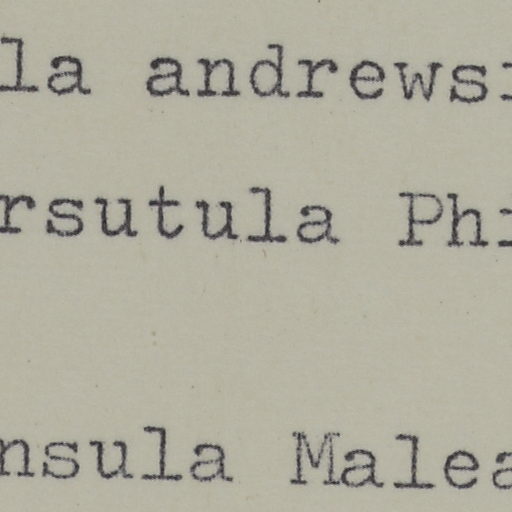 la andrewsi
rsutula Phi
nsula Malea